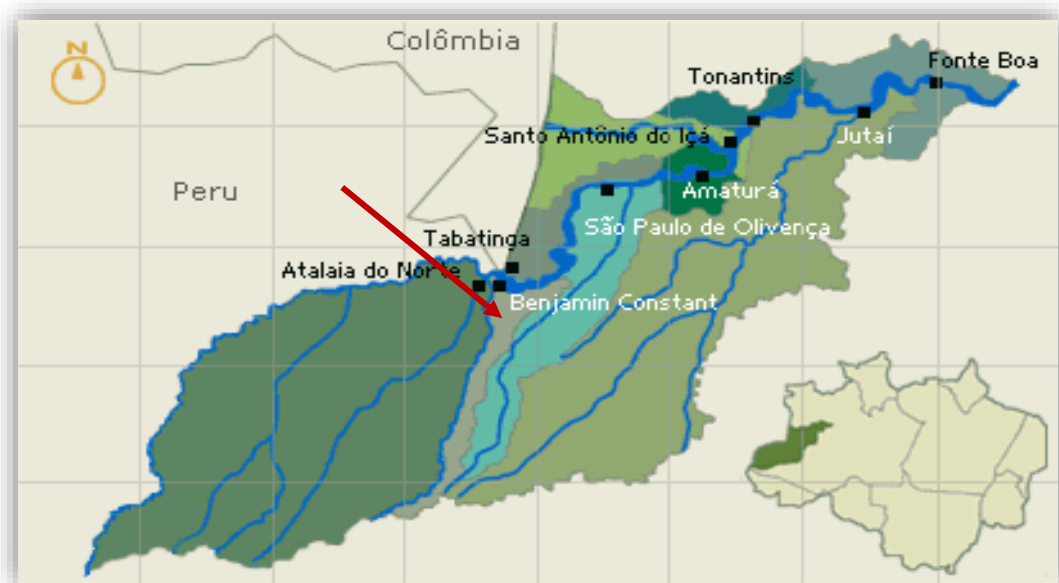 N
Colômbia
Fonte Boa
Tonantins
Santo Antônio do Içá
Jutaí
Peru
Amaturá
São Paulo de Olivença
Tabatinga
Atalaia do Norte
Benjamin Constant